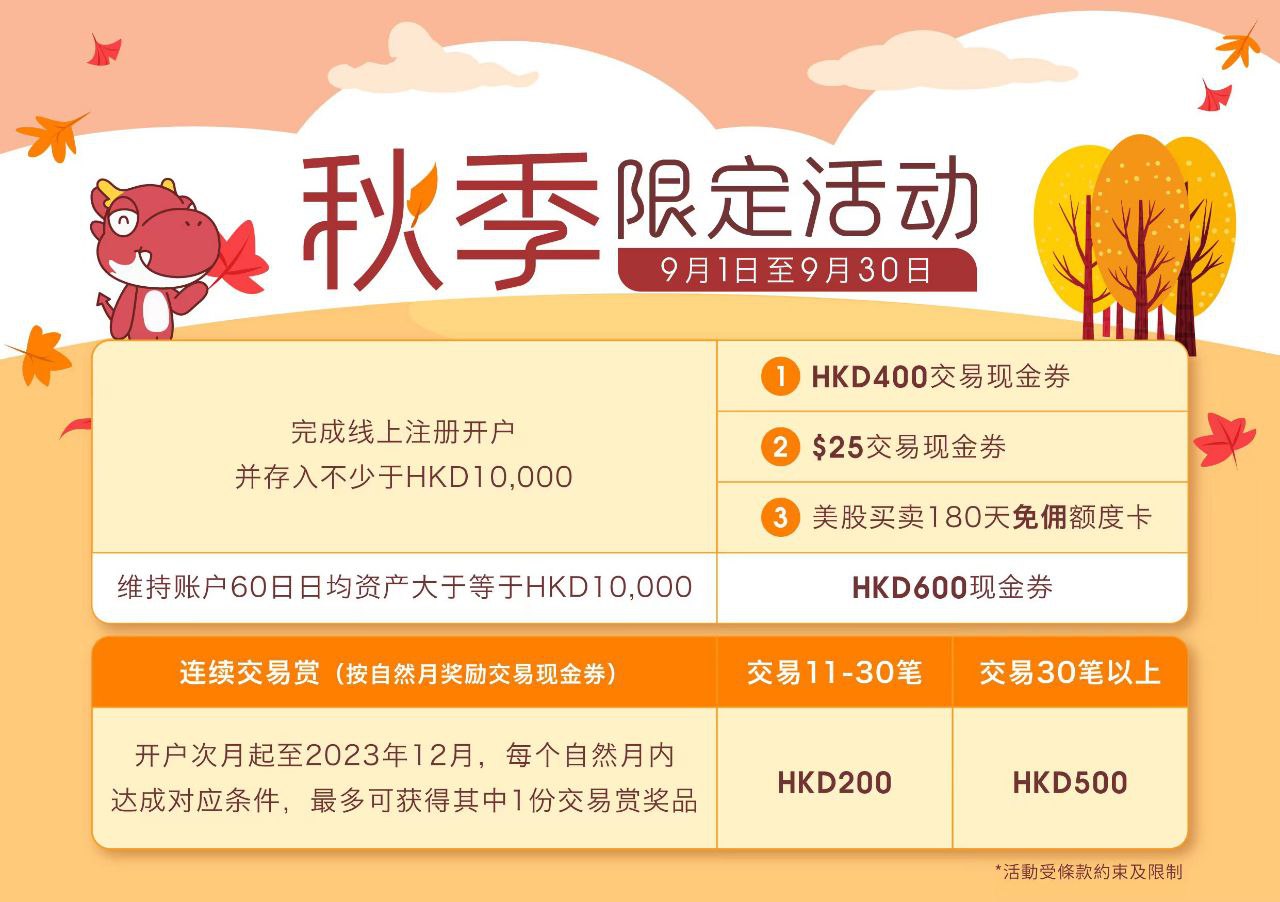 秋季限定活动
9月1日至9月30日
完成线上注册开户
并存入不少于HKD10,000
1 HKD400交易现金券
2 $25交易现金券
3 美股买卖180天免佣额度卡
维持账户60日日均资产大于等于HKD10,000
HKD600现金券
连续交易赏（按自然月奖励交易现金券）
交易11-30笔
交易30笔以上
开户次月起至2023年12月，每个自然月内
达成对应条件，最多可获得其中1份交易赏奖品
HKD200
HKD500
*活動受條款約束及限制